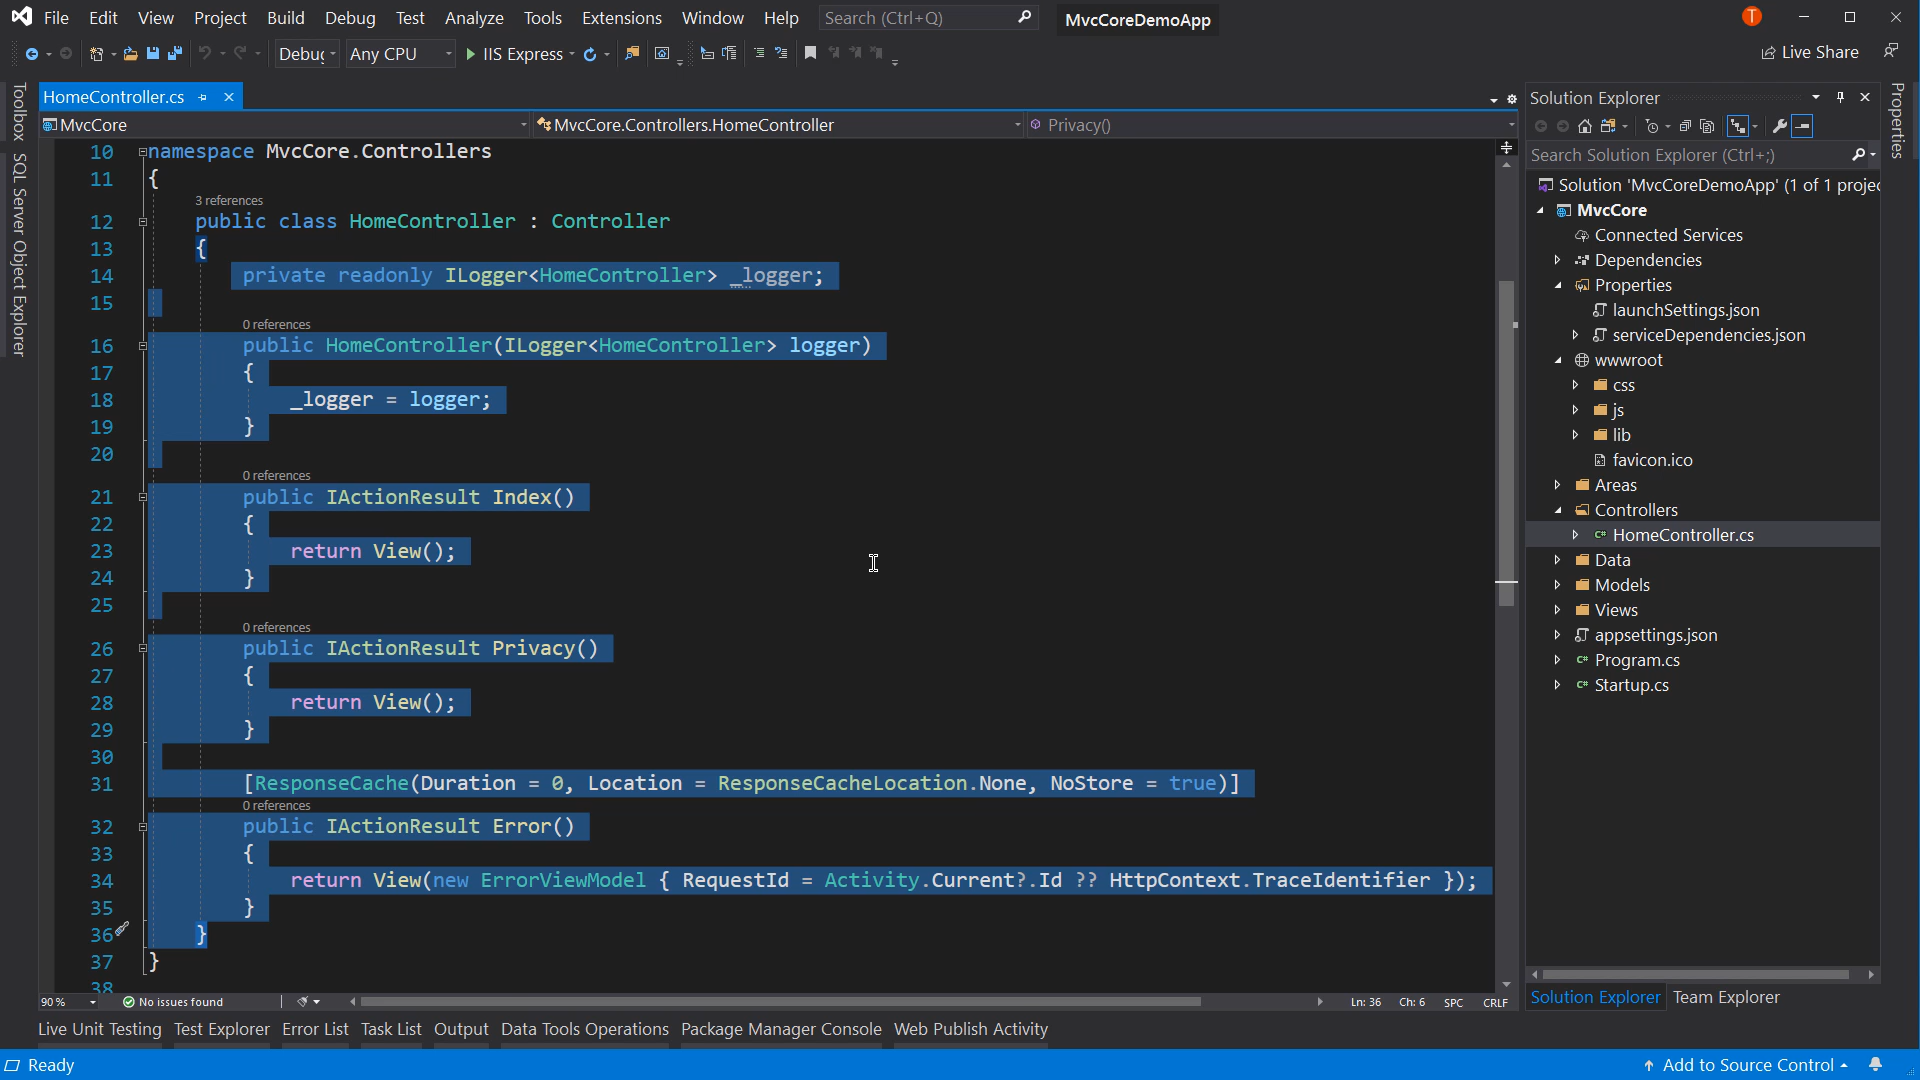 File Edit View Project Build Debug Test Analyze Tools Extensions Window Help Search (Ctrl+Q) MvcCoreDemoApp T
Debug Any CPU IIS Express Live Share
HomeController.cs
MvcCore MvcCore.Controllers.HomeController Privacy()
Toolbox
SQL Server Object Explorer
10 namespace MvcCore.Controllers
11 {
3 references
12 public class HomeController : Controller
13 {
14 private readonly ILogger<HomeController> _logger;
15
0 references
16 public HomeController(ILogger<HomeController> logger)
17 {
18 _logger = logger;
19 }
20
0 references
21 public IActionResult Index()
22 {
23 return View();
24 }
25
0 references
26 public IActionResult Privacy()
27 {
28 return View();
29 }
30
31 [ResponseCache(Duration = 0, Location = ResponseCacheLocation.None, NoStore = true)]
0 references
32 public IActionResult Error()
33 {
34 return View(new ErrorViewModel { RequestId = Activity.Current?.Id ?? HttpContext.TraceIdentifier });
35 }
36 }
37 }
38
90 % No issues found Ln: 36 Ch: 6 SPC CRLF
Solution Explorer
Search Solution Explorer (Ctrl+;)
Solution 'MvcCoreDemoApp' (1 of 1 projec
MvcCore
Connected Services
Dependencies
Properties
launchSettings.json
serviceDependencies.json
wwwroot
css
js
lib
favicon.ico
Areas
Controllers
C# HomeController.cs
Data
Models
Views
appsettings.json
C# Program.cs
C# Startup.cs
Solution Explorer Team Explorer
Properties
Live Unit Testing Test Explorer Error List Task List Output Data Tools Operations Package Manager Console Web Publish Activity
Ready Add to Source Control